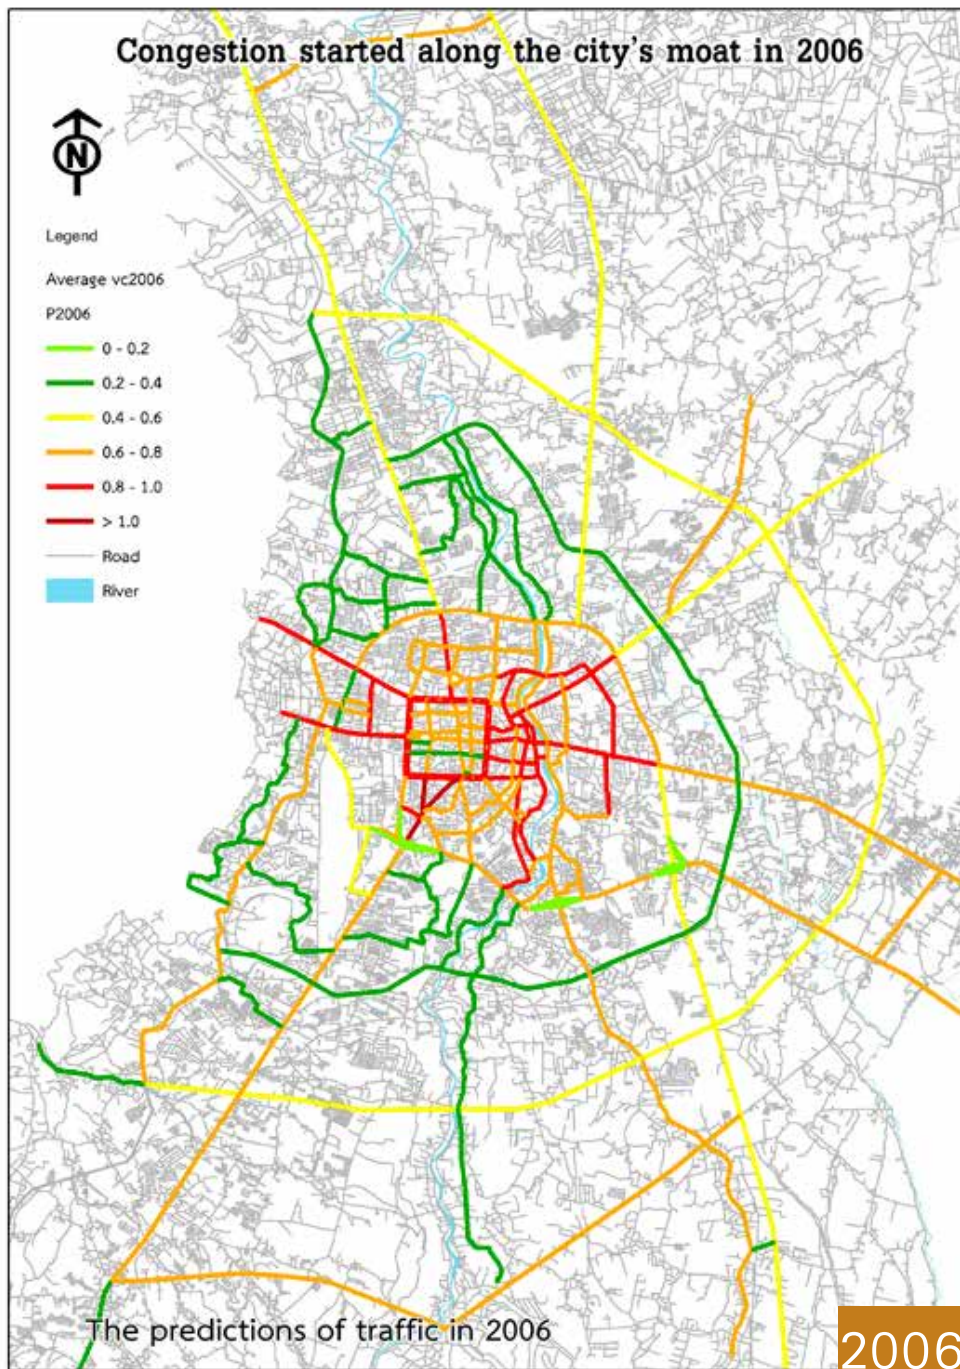 Congestion started along the city's moat in 2006
N
Legend
Average vc2006
P2006
0 - 0.2
0.2 - 0.4
0.4 - 0.6
0.6 - 0.8
0.8 - 1.0
> 1.0
Road
River
The predictions of traffic in 2006
2006